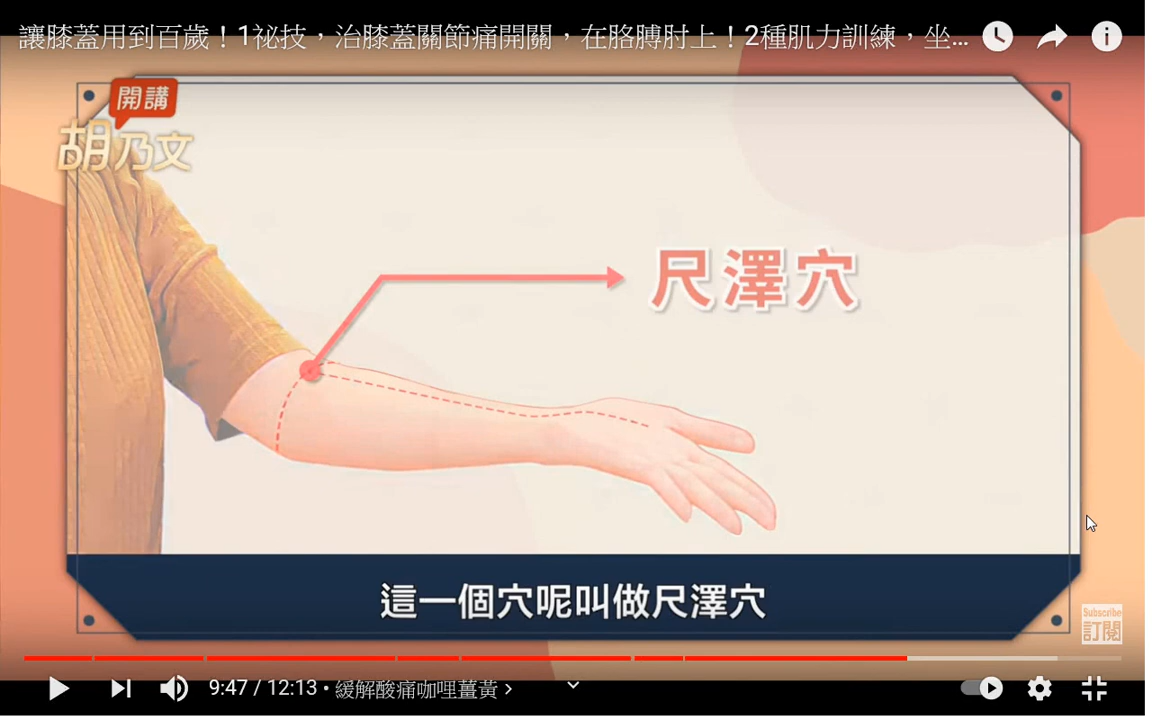 讓膝蓋用到百歲！1祕技，治膝蓋關節痛開關，在胳膊肘上！2種肌力訓練，坐...
開講
胡乃文
尺澤穴
這一個穴呢叫做尺澤穴
Subscribe
訂閱
9:47 / 12:13 • 緩解酸痛咖哩薑黃 ›